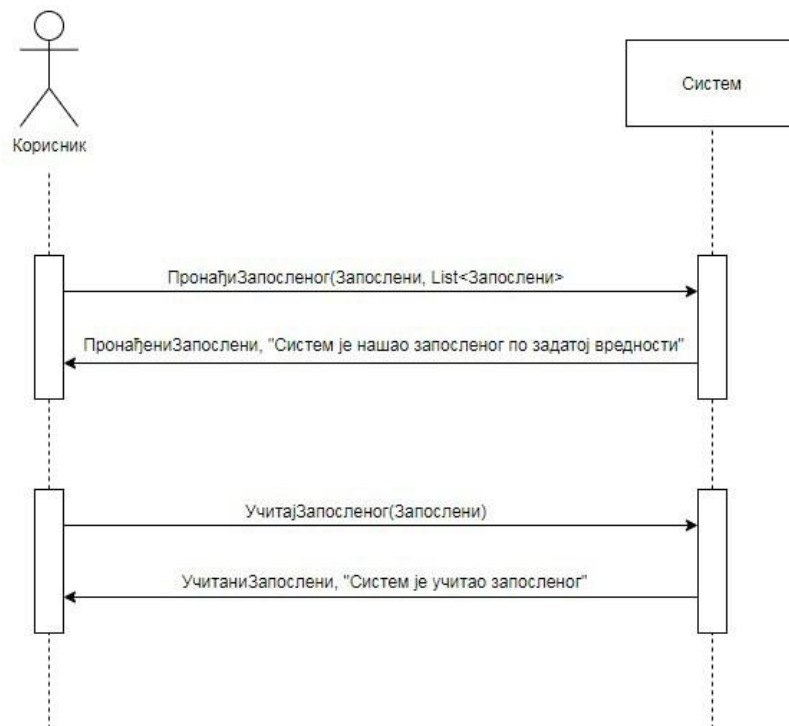 Систем
Корисник
ПронађиЗапосленог(Запослени, List<Запослени>
ПронађениЗапослени, "Систем је нашао запосленог по задатој вредности"
УчитајЗапосленог(Запослени)
УчитаниЗапослени, "Систем је учитао запосленог"